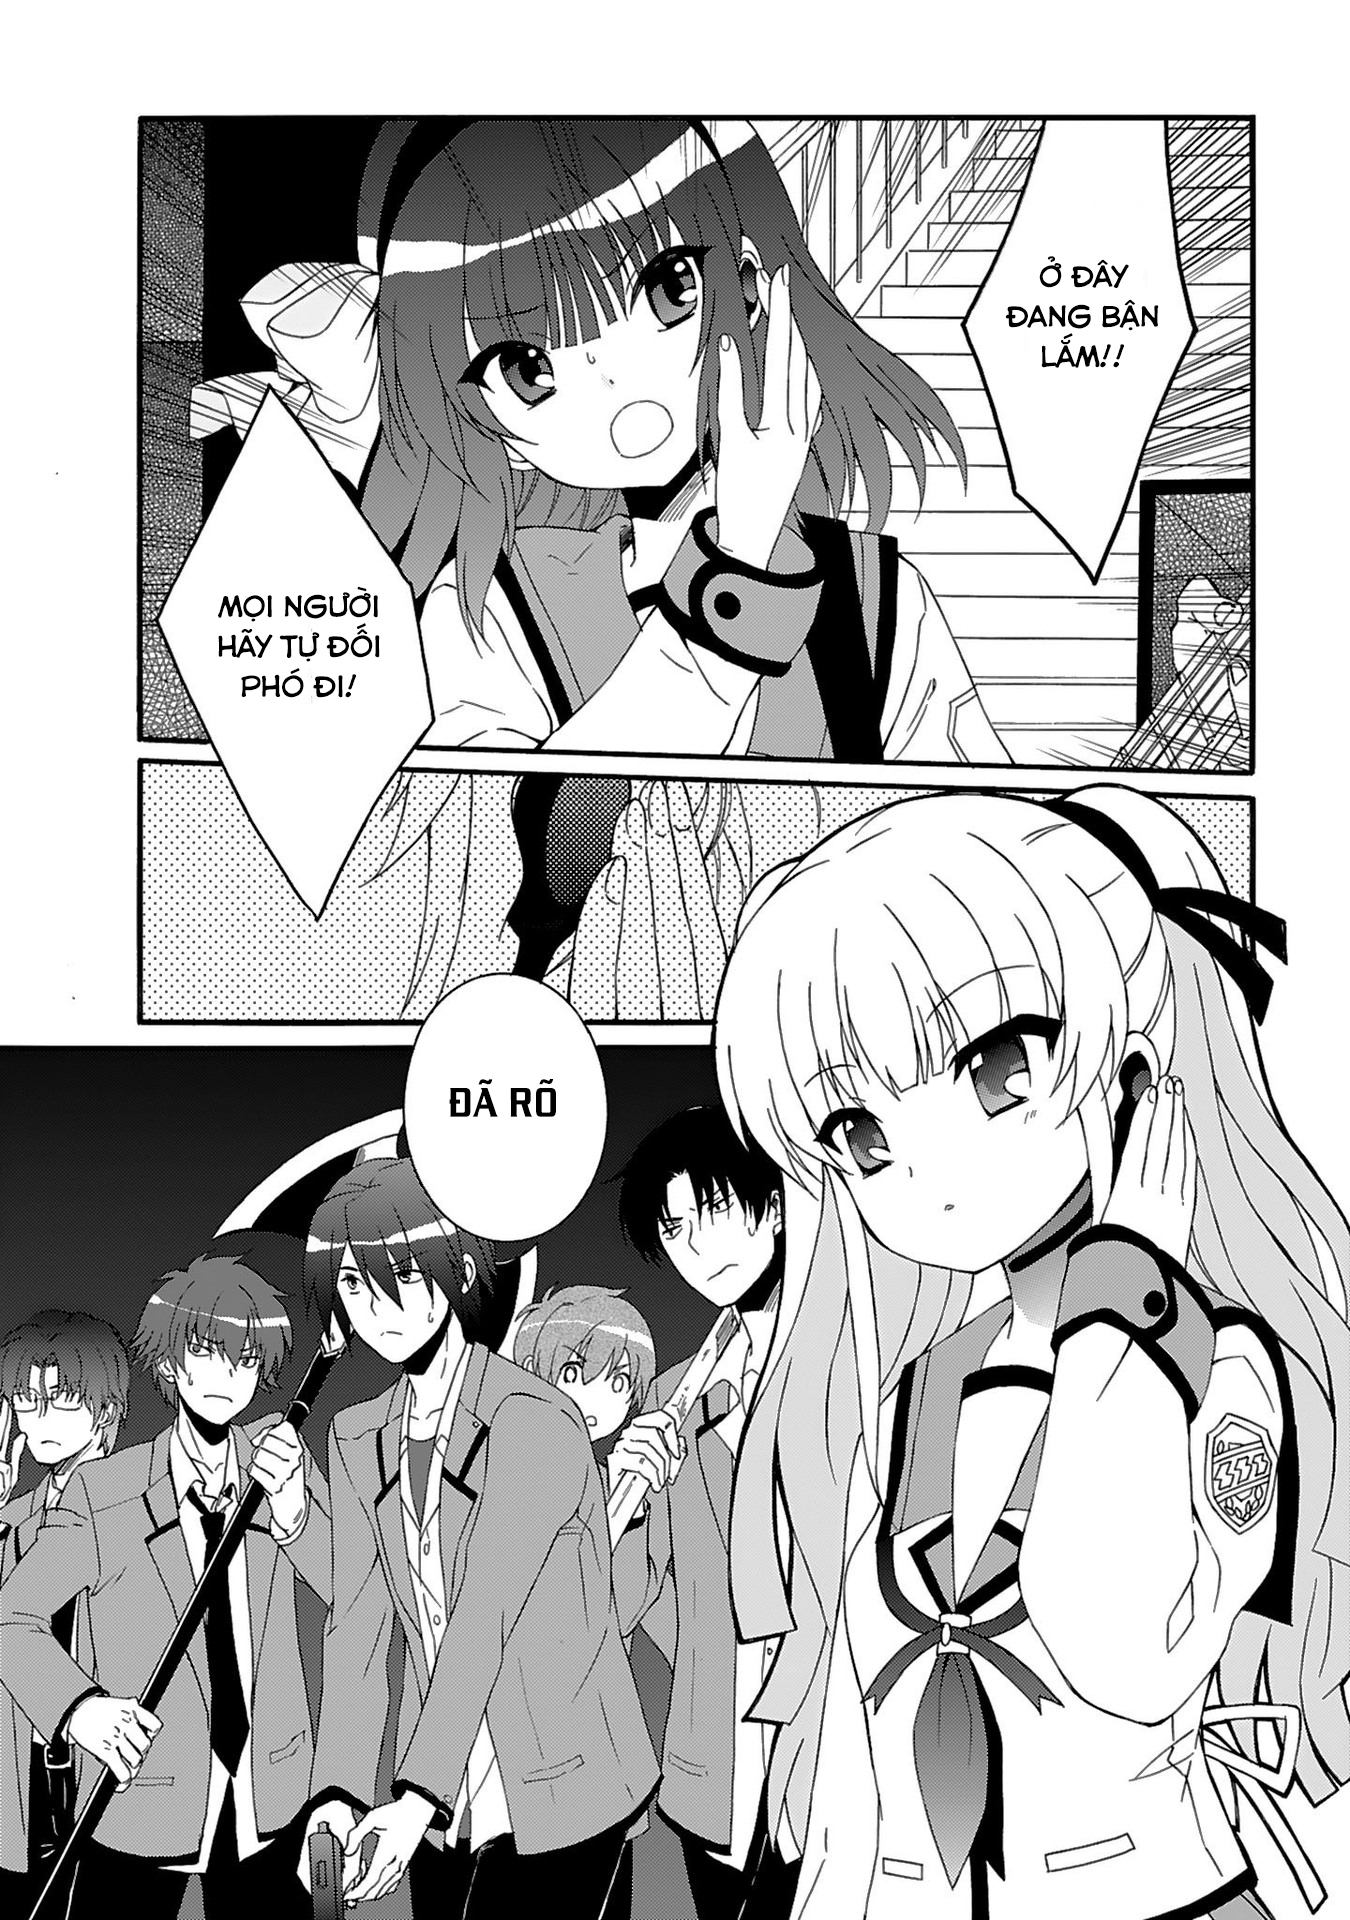 Ở ĐÂY
ĐANG BẬN
LẮM!!
MỌI NGƯỜI
HÃY TỰ ĐỐI
PHÓ ĐI!
ĐÃ RÕ